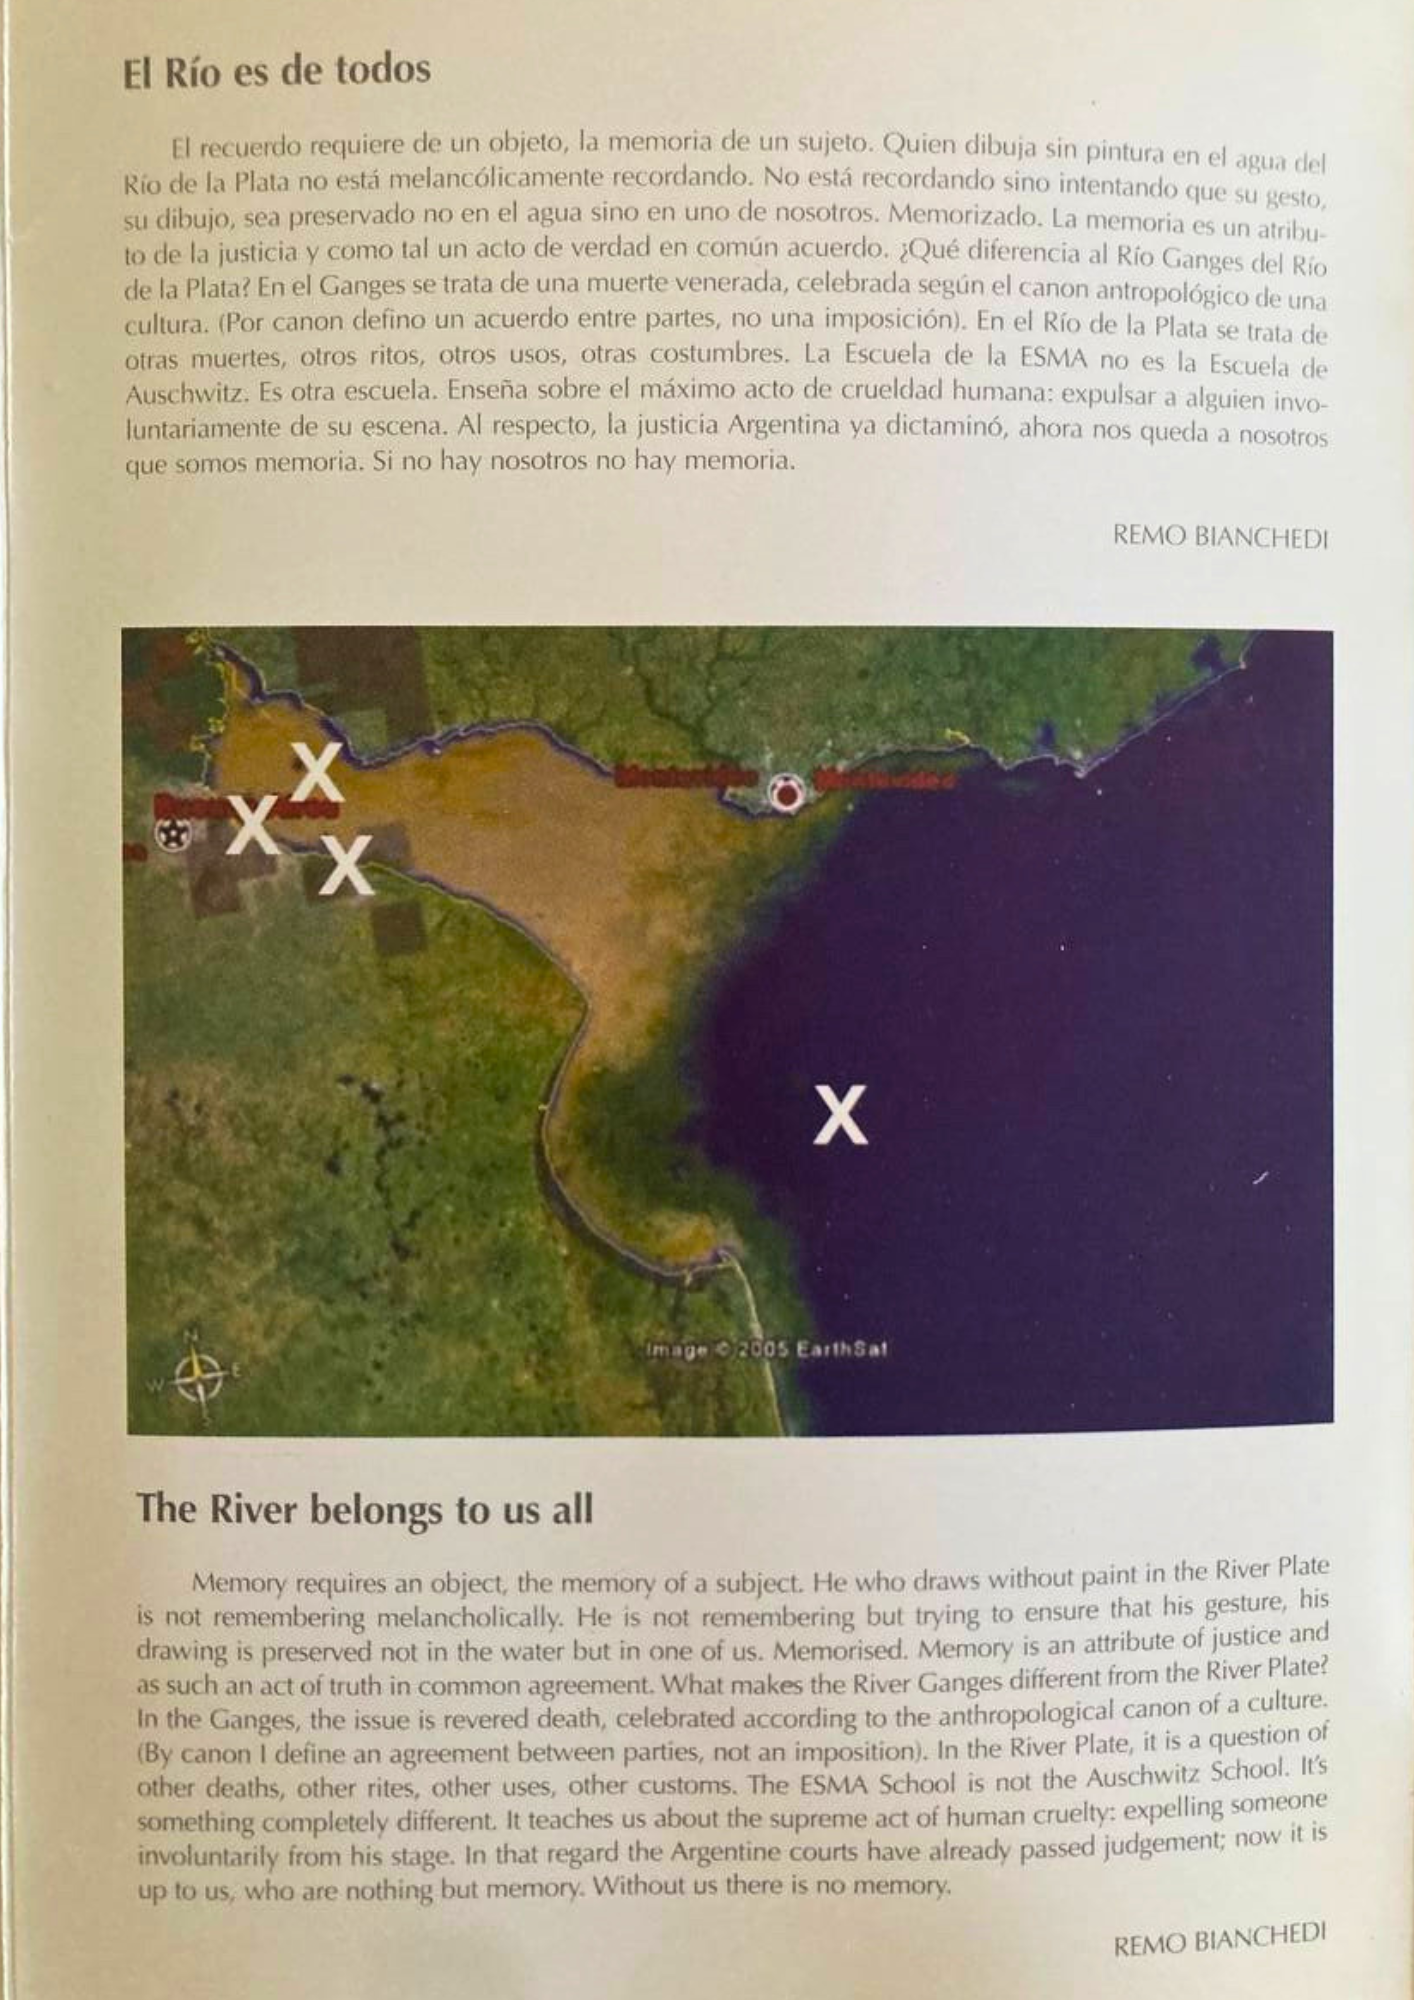 El Río es de todos
El recuerdo requiere de un objeto, la memoria de un sujeto. Quien dibuja sin pintura en el agua del
Río de la Plata no está melancólicamente recordando. No está recordando sino intentando que su gesto,
su dibujo, sea preservado no en el agua sino en uno de nosotros. Memorizado. La memoria es un atribu-
to de la justicia y como tal un acto de verdad en común acuerdo. ¿Qué diferencia al Río Ganges del Río
de la Plata? En el Ganges se trata de una muerte venerada, celebrada según el canon antropológico de una
cultura. (Por canon defino un acuerdo entre partes, no una imposición). En el Río de la Plata se trata de
otras muertes, otros ritos, otros usos, otras costumbres. La Escuela de la ESMA no es la Escuela de
Auschwitz. Es otra escuela. Enseña sobre el máximo acto de crueldad humana: expulsar a alguien invo-
luntariamente de su escena. Al respecto, la justicia Argentina ya dictaminó, ahora nos queda a nosotros
que somos memoria. Si no hay nosotros no hay memoria.
REMO BIANCHEDI
X
Montevideo Montevideo
X
X
X
Image © 2005 EarthSat
N
W E
S
The River belongs to us all
Memory requires an object, the memory of a subject. He who draws without paint in the River Plate
is not remembering melancholically. He is not remembering but trying to ensure that his gesture, his
drawing is preserved not in the water but in one of us. Memorised. Memory is an attribute of justice and
as such an act of truth in common agreement. What makes the River Ganges different from the River Plate?
In the Ganges, the issue is revered death, celebrated according to the anthropological canon of a culture.
(By canon I define an agreement between parties, not an imposition). In the River Plate, it is a question of
other deaths, other rites, other uses, other customs. The ESMA School is not the Auschwitz School. It's
something completely different. It teaches us about the supreme act of human cruelty: expelling someone
involuntarily from his stage. In that regard the Argentine courts have already passed judgement; now it is
up to us, who are nothing but memory. Without us there is no memory.
REMO BIANCHEDI